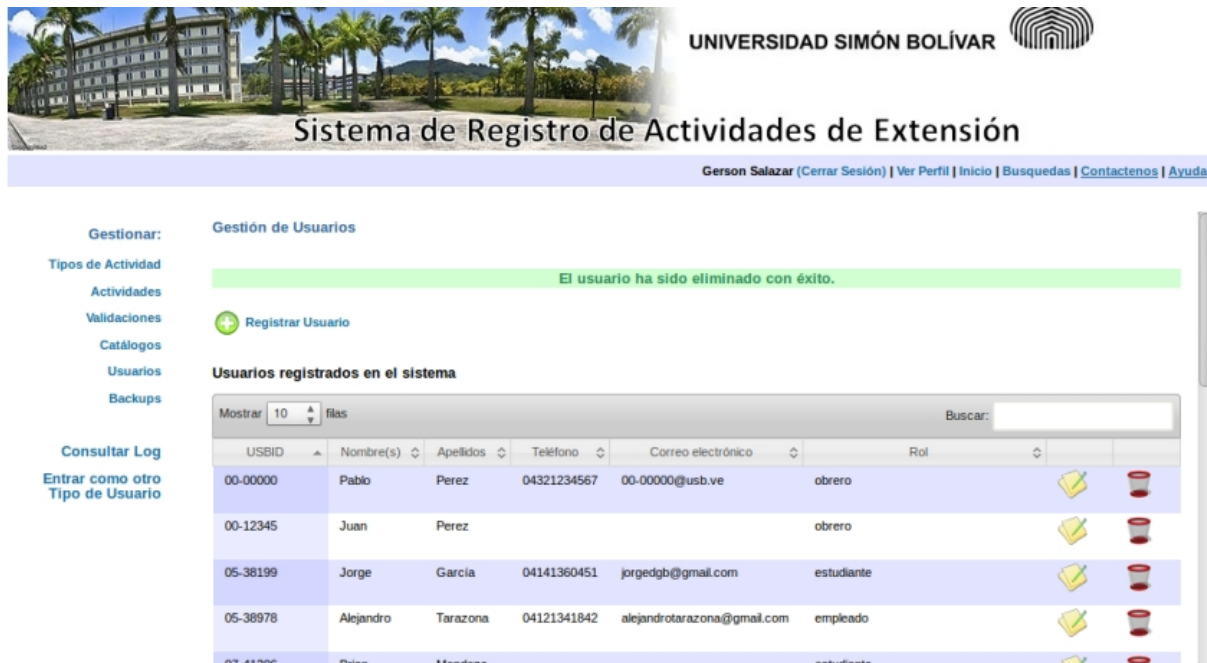 UNIVERSIDAD SIMÓN BOLÍVAR
Sistema de Registro de Actividades de Extensión
Gerson Salazar (Cerrar Sesión) | Ver Perfil | Inicio | Busquedas | Contactenos | Ayuda
Gestionar:
Tipos de Actividad
Actividades
Validaciones
Catálogos
Usuarios
Backups
Consultar Log
Entrar como otro
Tipo de Usuario
Gestión de Usuarios
El usuario ha sido eliminado con éxito.
Registrar Usuario
Usuarios registrados en el sistema
Mostrar 10 filas Buscar:
USBID Nombre(s) Apellidos Teléfono Correo electrónico Rol
00-00000 Pablo Perez 04321234567 00-00000@usb.ve obrero
00-12345 Juan Perez obrero
05-38199 Jorge García 04141360451 jorgedgb@gmail.com estudiante
05-38978 Alejandro Tarazona 04121341842 alejandrotarazona@gmail.com empleado